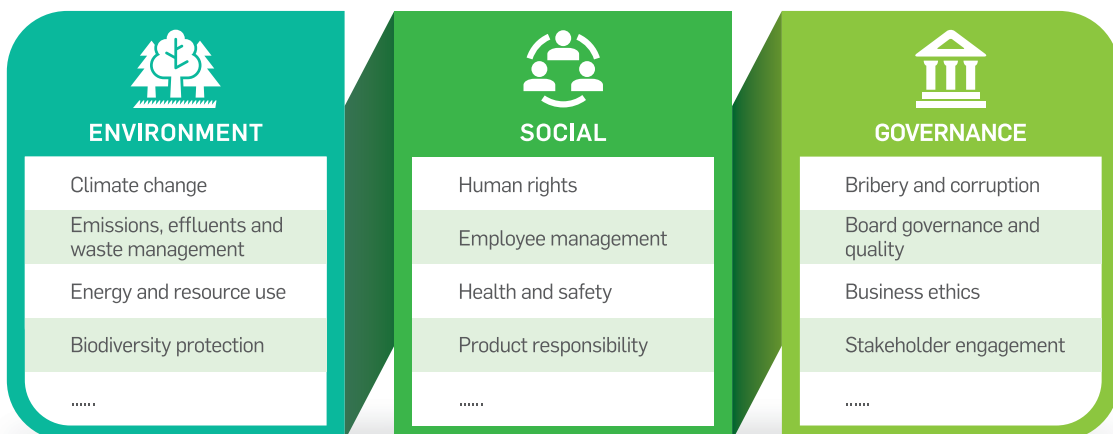 ENVIRONMENT
Climate change
Emissions, effluents and
waste management
Energy and resource use
Biodiversity protection
......
SOCIAL
Human rights
Employee management
Health and safety
Product responsibility
......
GOVERNANCE
Bribery and corruption
Board governance and
quality
Business ethics
Stakeholder engagement
......